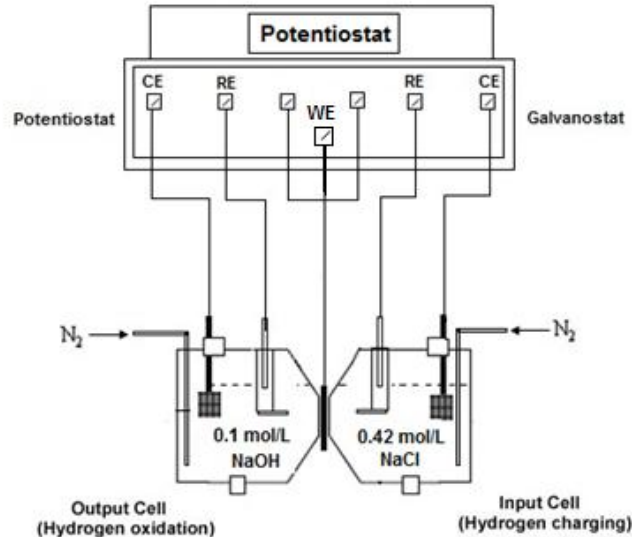 Potentiostat
CE
RE
RE
CE
WE
Potentiostat
Galvanostat
N2
N2
0.1 mol/L
NaOH
0.42 mol/L
NaCl
Output Cell
(Hydrogen oxidation)
Input Cell
(Hydrogen charging)